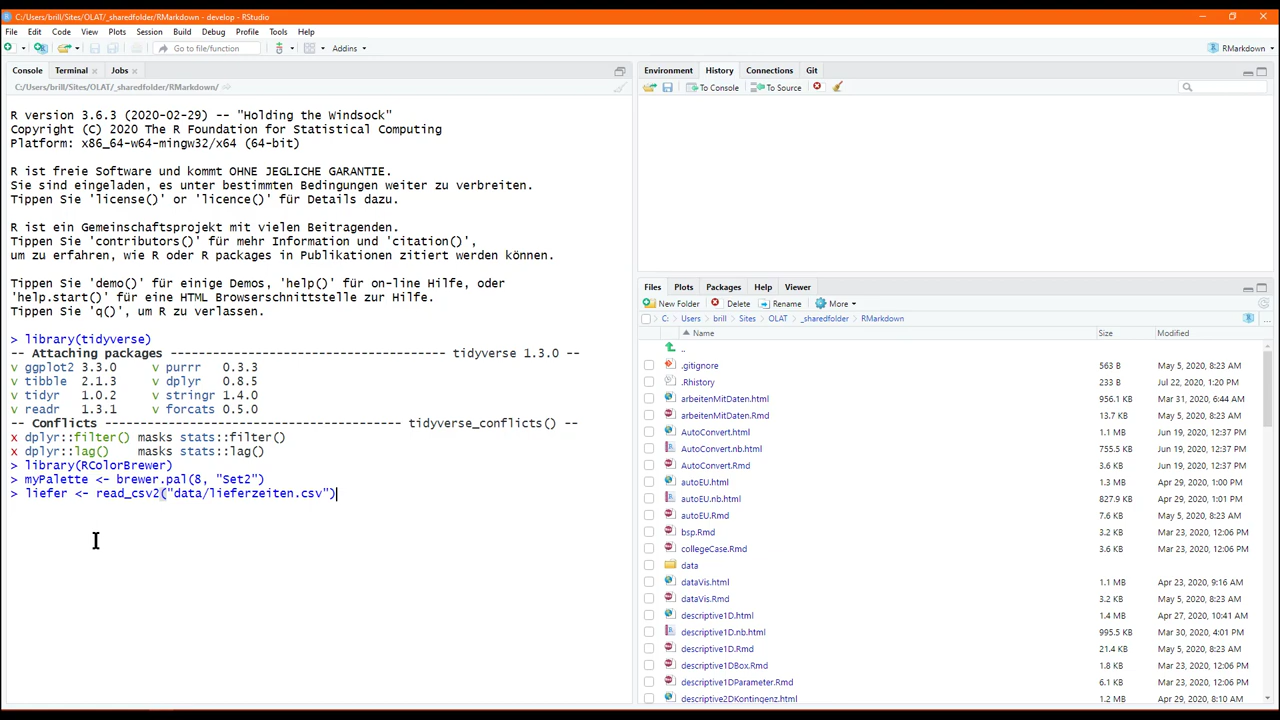 C:/Users/brill/Sites/OLAT/_sharedfolder/RMarkdown - develop - RStudio
File Edit Code View Plots Session Build Debug Profile Tools Help
Go to file/function Addins RMarkdown
Console Terminal Jobs
C:/Users/brill/Sites/OLAT/_sharedfolder/RMarkdown/
R version 3.6.3 (2020-02-29) -- "Holding the Windsock"
Copyright (C) 2020 The R Foundation for Statistical Computing
Platform: x86_64-w64-mingw32/x64 (64-bit)
R ist freie Software und kommt OHNE JEGLICHE GARANTIE.
Sie sind eingeladen, es unter bestimmten Bedingungen weiter zu verbreiten.
Tippen Sie 'license()' or 'licence()' für Details dazu.
R ist ein Gemeinschaftsprojekt mit vielen Beitragenden.
Tippen Sie 'contributors()' für mehr Information und 'citation()',
um zu erfahren, wie R oder R packages in Publikationen zitiert werden können.
Tippen Sie 'demo()' für einige Demos, 'help()' für on-line Hilfe, oder
'help.start()' für eine HTML Browserschnittstelle zur Hilfe.
Tippen Sie 'q()', um R zu verlassen.
> library(tidyverse)
-- Attaching packages --------------------------------------- tidyverse 1.3.0 --
v ggplot2 3.3.0     v purrr   0.3.3
v tibble  2.1.3     v dplyr   0.8.5
v tidyr   1.0.2     v stringr 1.4.0
v readr   1.3.1     v forcats 0.5.0
-- Conflicts ------------------------------------------ tidyverse_conflicts() --
x dplyr::filter() masks stats::filter()
x dplyr::lag()    masks stats::lag()
> library(RColorBrewer)
> myPalette <- brewer.pal(8, "Set2")
> liefer <- read_csv2("data/lieferzeiten.csv")
Environment History Connections Git
To Console To Source
Files Plots Packages Help Viewer
New Folder Delete Rename More
C: Users brill Sites OLAT _sharedfolder RMarkdown ...
Name Size Modified
..
.gitignore 563 B May 5, 2020, 8:23 AM
.Rhistory 233 B Jul 22, 2020, 1:20 PM
arbeitenMitDaten.html 956.1 KB Mar 31, 2020, 6:44 AM
arbeitenMitDaten.Rmd 13.7 KB May 5, 2020, 8:23 AM
AutoConvert.html 1.1 MB Jun 19, 2020, 12:37 PM
AutoConvert.nb.html 755.5 KB Jun 19, 2020, 12:37 PM
AutoConvert.Rmd 3.6 KB Jun 19, 2020, 12:37 PM
autoEU.html 1.3 MB Apr 29, 2020, 1:00 PM
autoEU.nb.html 827.9 KB Apr 29, 2020, 1:01 PM
autoEU.Rmd 7.6 KB May 5, 2020, 8:23 AM
bsp.Rmd 3.2 KB Mar 23, 2020, 12:06 PM
collegeCase.Rmd 3.6 KB Mar 23, 2020, 12:06 PM
data
dataVis.html 1.1 MB Apr 23, 2020, 9:16 AM
dataVis.Rmd 3.2 KB May 5, 2020, 8:23 AM
descriptive1D.html 1.4 MB Apr 27, 2020, 10:41 AM
descriptive1D.nb.html 995.5 KB Mar 30, 2020, 4:01 PM
descriptive1D.Rmd 21.4 KB May 5, 2020, 8:23 AM
descriptive1DBox.Rmd 1.8 KB Mar 23, 2020, 12:06 PM
descriptive1DParameter.Rmd 6.1 KB Mar 23, 2020, 12:06 PM
descriptive2DKontingenz.html 1.1 MB Apr 29, 2020, 8:10 AM